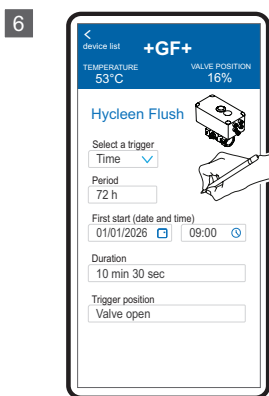 6
<
device list +GF+
TEMPERATURE VALVE POSITION
53°C 16%
Hycleen Flush
Select a trigger
Time
Period
72 h
First start (date and time)
01/01/2026 09:00
Duration
10 min 30 sec
Trigger position
Valve open